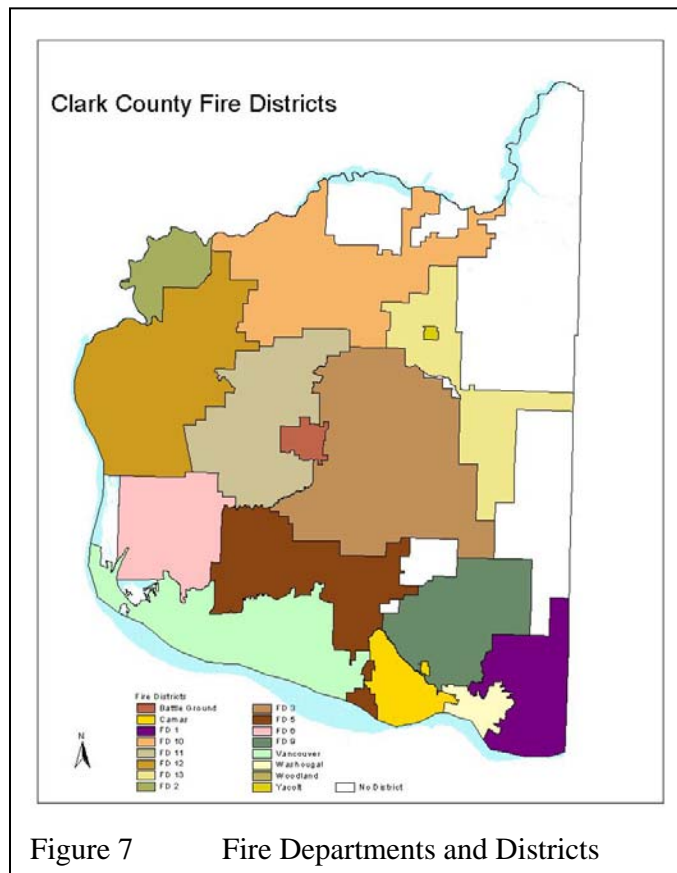 Clark County Fire Districts
Fire Districts
Battle Ground
Camas
FD 1
FD 10
FD 11
FD 12
FD 13
FD 2
FD 3
FD 5
FD 6
FD 9
Vancouver
Washougal
Woodland
Yacolt
No District
N
Figure 7 Fire Departments and Districts